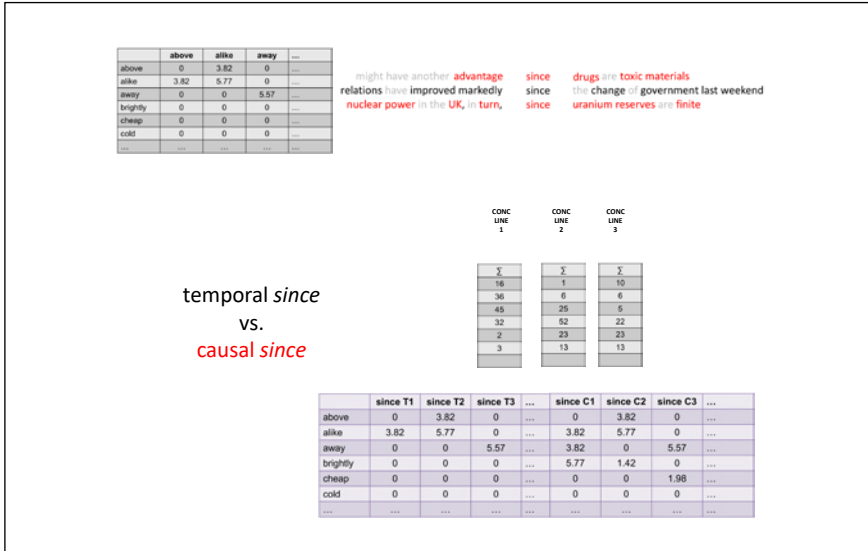 above alike away ....
above 0 3.82 0 ....
alike 3.82 5.77 0 ....
away 0 0 5.57 ....
brightly 0 0 0 ....
cheap 0 0 0 ....
cold 0 0 0 ....
.... .... .... .... ....
might have another advantage since drugs are toxic materials
relations have improved markedly since the change of government last weekend
nuclear power in the UK, in turn, since uranium reserves are finite
CONC LINE 1
CONC LINE 2
CONC LINE 3
Σ Σ Σ
16 1 10
36 6 6
45 25 5
32 52 22
2 23 23
3 13 13
temporal since
vs.
causal since
since T1 since T2 since T3 ... since C1 since C2 since C3 ...
above 0 3.82 0 ... 0 3.82 0 ...
alike 3.82 5.77 0 ... 3.82 5.77 0 ...
away 0 0 5.57 ... 3.82 0 5.57 ...
brightly 0 0 0 ... 5.77 1.42 0 ...
cheap 0 0 0 ... 0 0 1.98 ...
cold 0 0 0 ... 0 0 0 ...
... ... ... ... ... ... ... ... ...